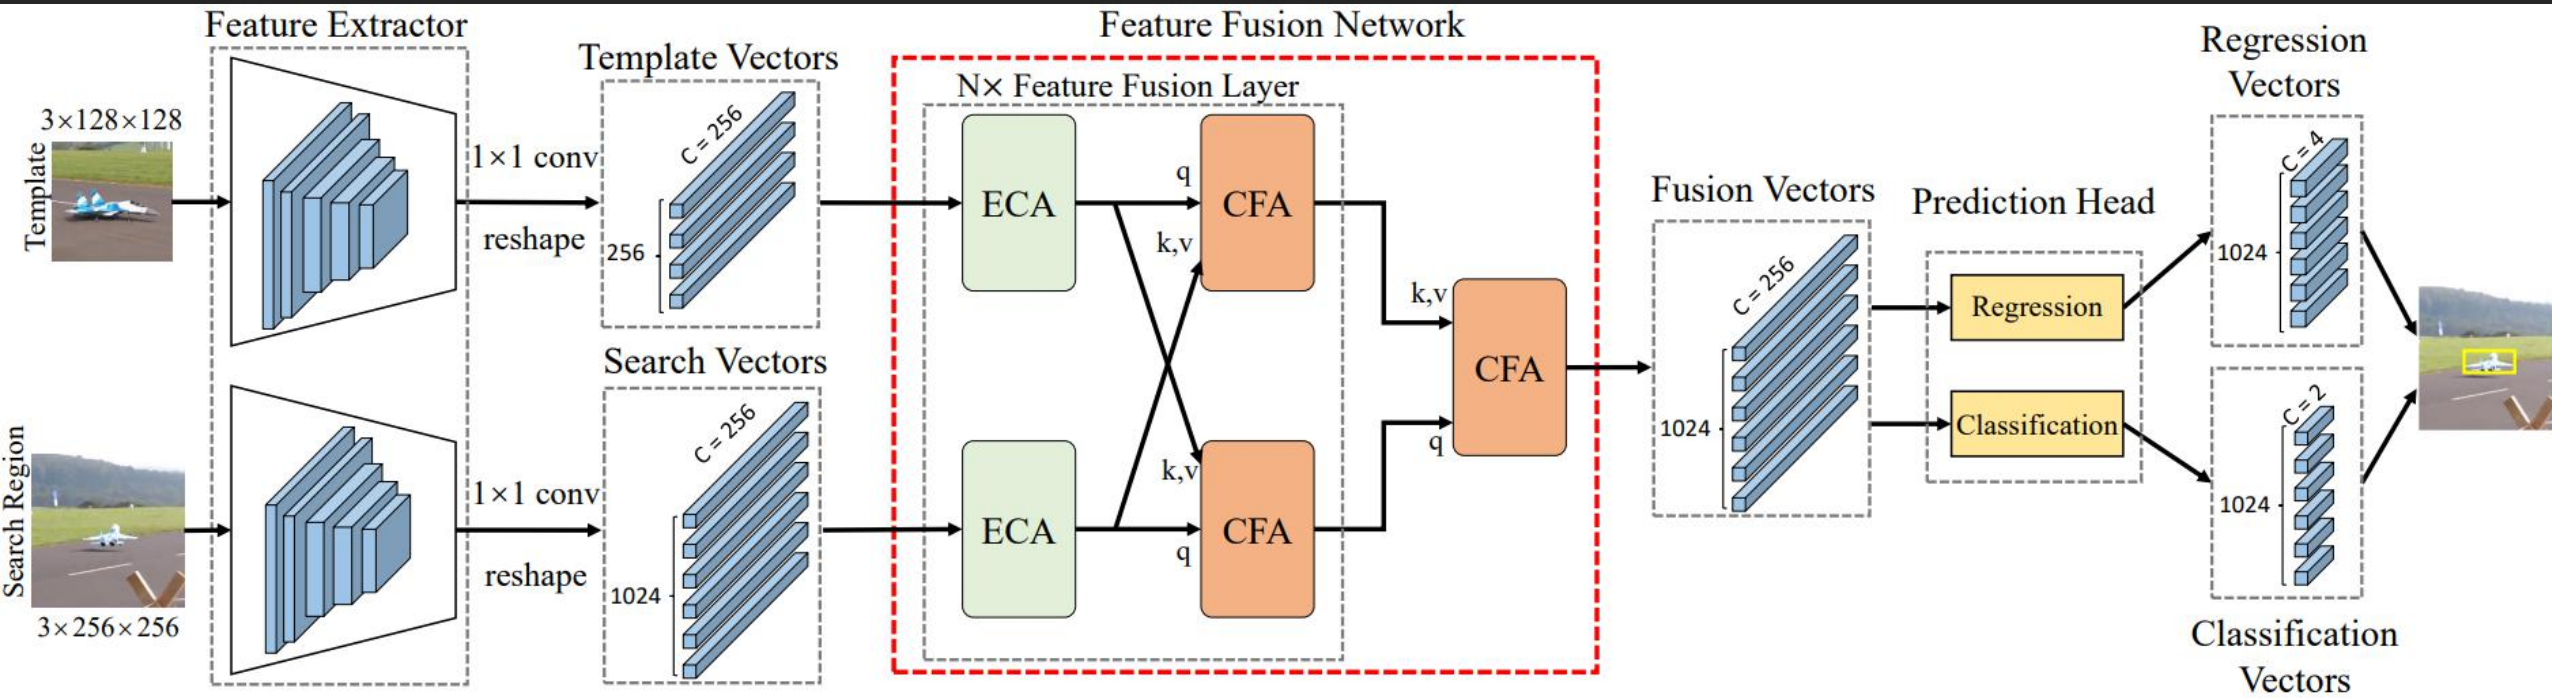 Feature Extractor
3×128×128
Template
1×1 conv
reshape
Template Vectors
C = 256
256
Search Region
3×256×256
1×1 conv
reshape
Search Vectors
C = 256
1024
Feature Fusion Network
N× Feature Fusion Layer
ECA
q
k,v
CFA
ECA
k,v
q
CFA
k,v
q
CFA
Fusion Vectors
C = 256
1024
Prediction Head
Regression
Classification
Regression
Vectors
C = 4
1024
C = 2
1024
Classification
Vectors